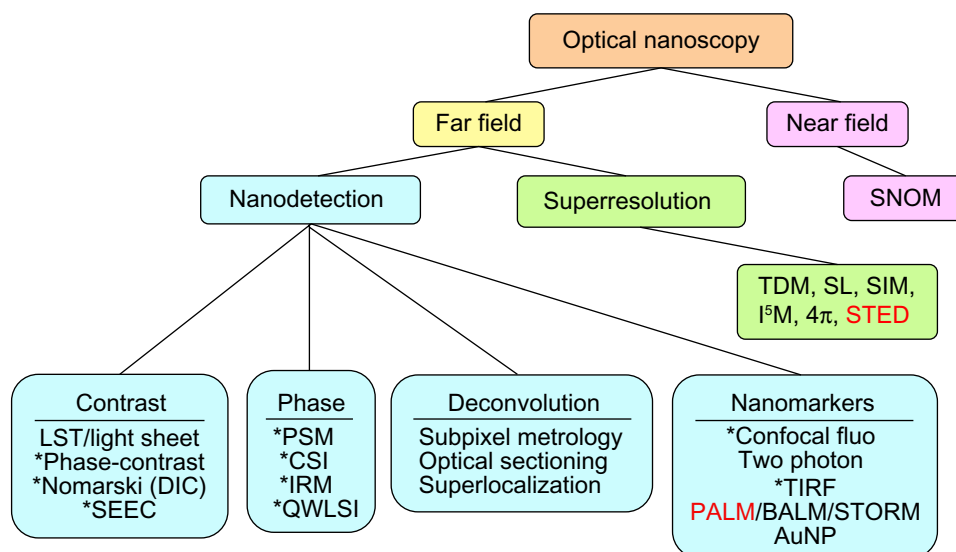 Optical nanoscopy
Far field
Near field
Nanodetection
Superresolution
SNOM
TDM, SL, SIM,
I⁵M, 4π, STED
Contrast
LST/light sheet
*Phase-contrast
*Nomarski (DIC)
*SEEC
Phase
*PSM
*CSI
*IRM
*QWLSI
Deconvolution
Subpixel metrology
Optical sectioning
Superlocalization
Nanomarkers
*Confocal fluo
Two photon
*TIRF
PALM/BALM/STORM
AuNP